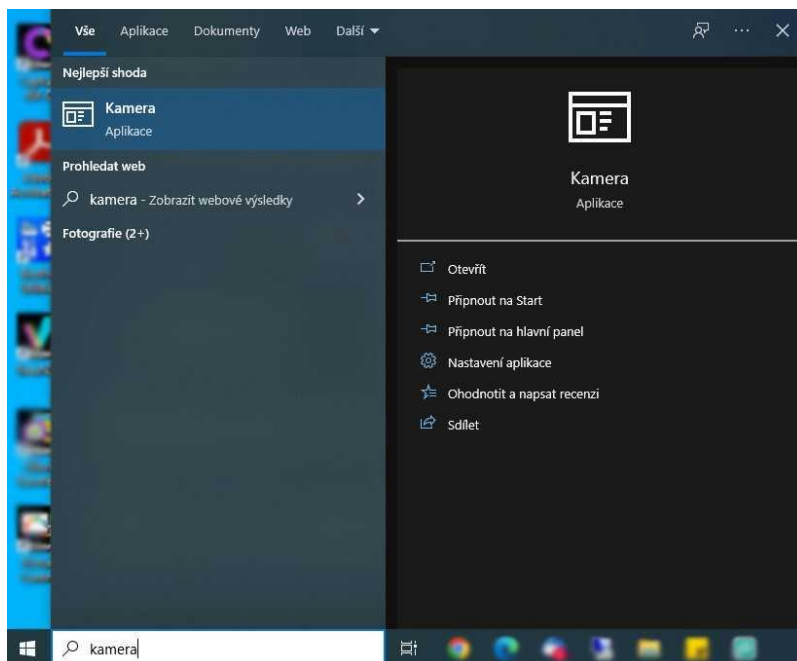 Vše Aplikace Dokumenty Web Další
Nejlepší shoda
Kamera
Aplikace
Prohledat web
kamera - Zobrazit webové výsledky
Fotografie (2+)
Kamera
Aplikace
Otevřít
Připnout na Start
Připnout na hlavní panel
Nastavení aplikace
Ohodnotit a napsat recenzi
Sdílet
kamera